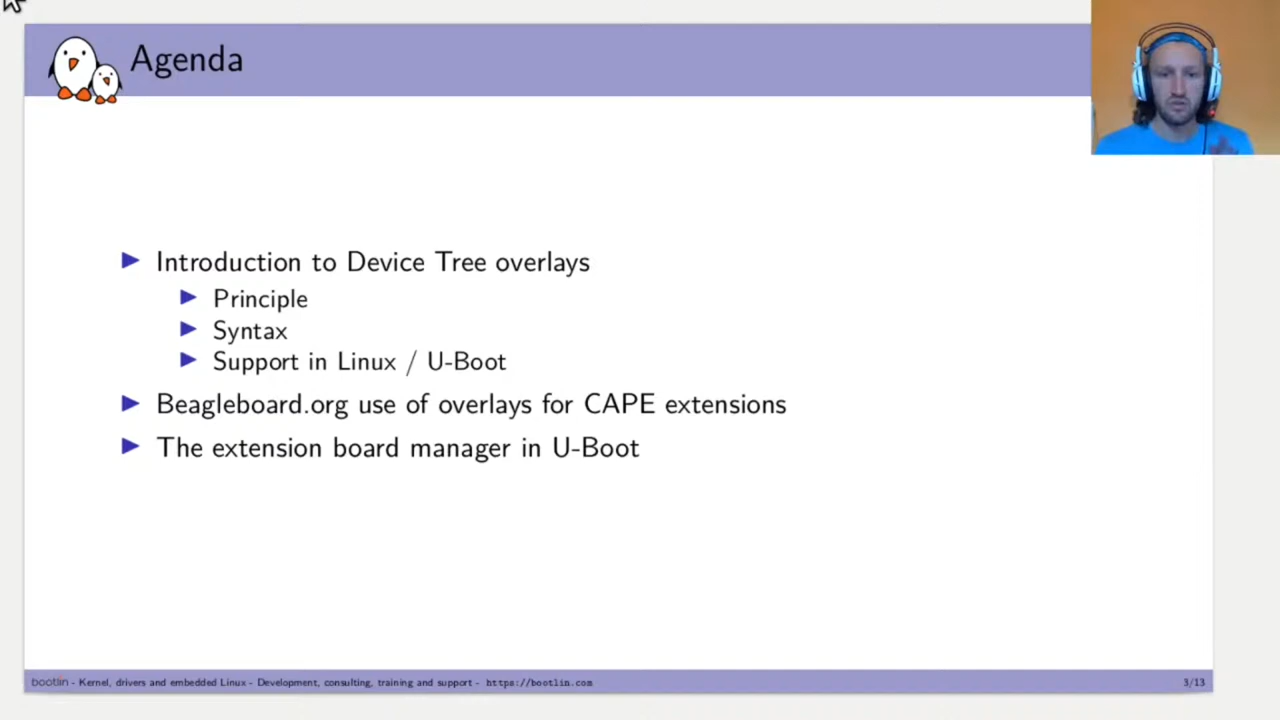 Agenda
Introduction to Device Tree overlays
Principle
Syntax
Support in Linux / U-Boot
Beagleboard.org use of overlays for CAPE extensions
The extension board manager in U-Boot
bootlin - Kernel, drivers and embedded Linux - Development, consulting, training and support - https://bootlin.com
3/13